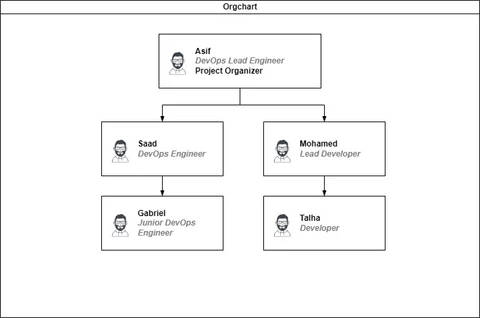 Orgchart
Asif
DevOps Lead Engineer
Project Organizer
Saad
DevOps Engineer
Mohamed
Lead Developer
Gabriel
Junior DevOps
Engineer
Talha
Developer